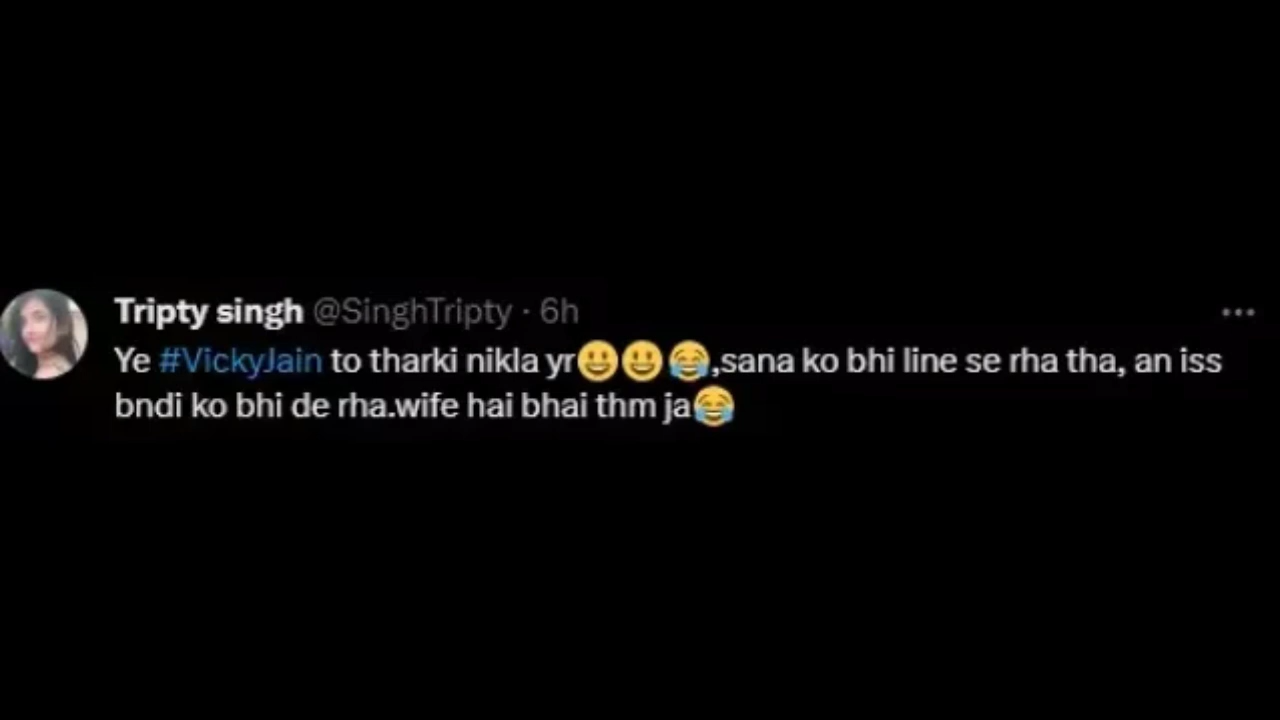 Tripty singh @SinghTripty · 6h
Ye #VickyJain to tharki nikla yr😃😃😂,sana ko bhi line se rha tha, an iss
bndi ko bhi de rha.wife hai bhai thm ja😂